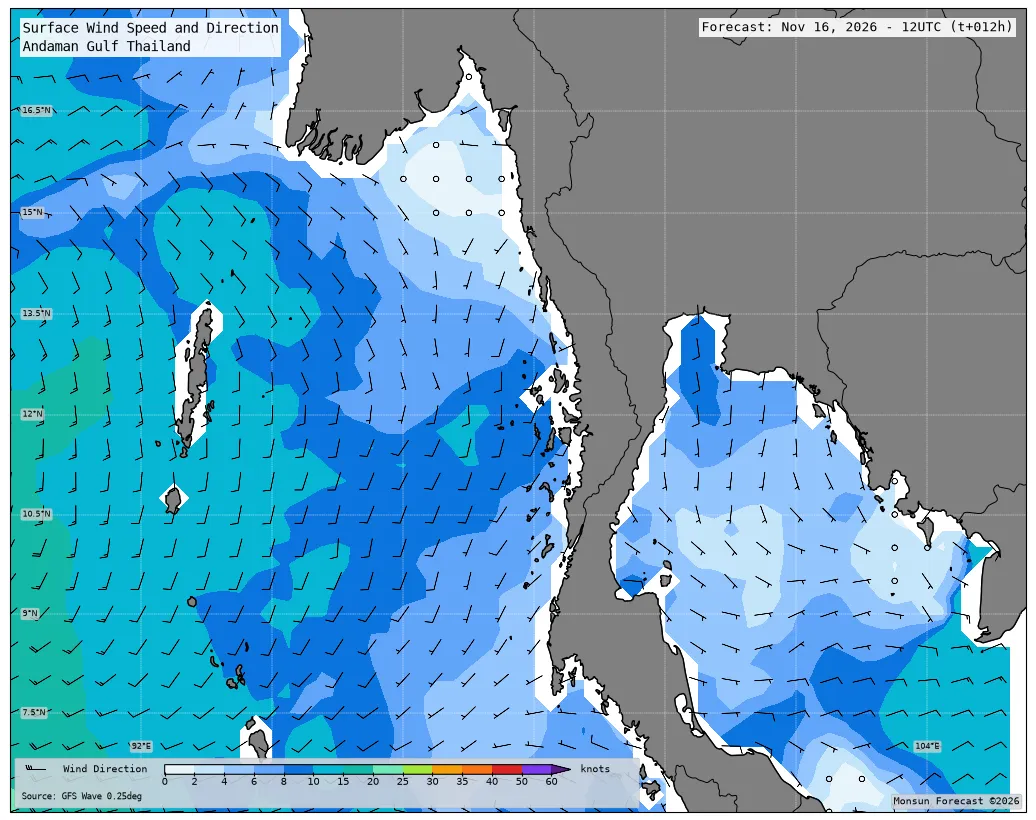 Surface Wind Speed and Direction
Andaman Gulf Thailand
Forecast: Nov 16, 2026 - 12UTC (t+012h)
16.5°N
15°N
13.5°N
12°N
10.5°N
9°N
7.5°N
92°E
104°E
Wind Direction
knots
0 2 4 6 8 10 15 20 25 30 35 40 50 60
Source: GFS Wave 0.25deg
Monsun Forecast ©2026